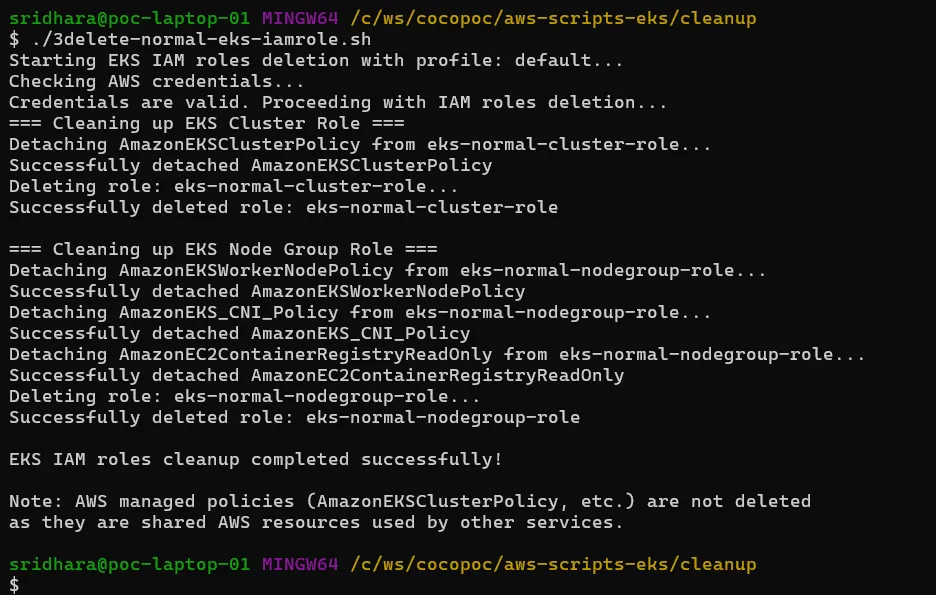 sridhara@poc-laptop-01 MINGW64 /c/ws/cocopoc/aws-scripts-eks/cleanup
$ ./3delete-normal-eks-iamrole.sh
Starting EKS IAM roles deletion with profile: default...
Checking AWS credentials...
Credentials are valid. Proceeding with IAM roles deletion...
=== Cleaning up EKS Cluster Role ===
Detaching AmazonEKSClusterPolicy from eks-normal-cluster-role...
Successfully detached AmazonEKSClusterPolicy
Deleting role: eks-normal-cluster-role...
Successfully deleted role: eks-normal-cluster-role

=== Cleaning up EKS Node Group Role ===
Detaching AmazonEKSWorkerNodePolicy from eks-normal-nodegroup-role...
Successfully detached AmazonEKSWorkerNodePolicy
Detaching AmazonEKS_CNI_Policy from eks-normal-nodegroup-role...
Successfully detached AmazonEKS_CNI_Policy
Detaching AmazonEC2ContainerRegistryReadOnly from eks-normal-nodegroup-role...
Successfully detached AmazonEC2ContainerRegistryReadOnly
Deleting role: eks-normal-nodegroup-role...
Successfully deleted role: eks-normal-nodegroup-role

EKS IAM roles cleanup completed successfully!

Note: AWS managed policies (AmazonEKSClusterPolicy, etc.) are not deleted
as they are shared AWS resources used by other services.

sridhara@poc-laptop-01 MINGW64 /c/ws/cocopoc/aws-scripts-eks/cleanup
$